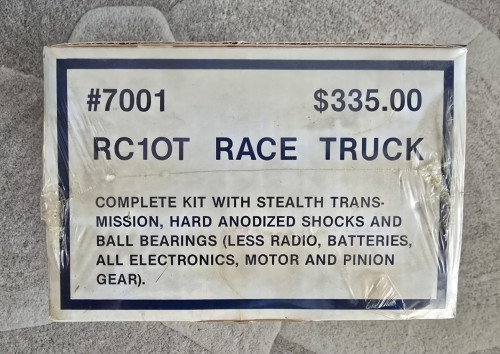 #7001 $335.00
RC10T RACE TRUCK
COMPLETE KIT WITH STEALTH TRANS-
MISSION, HARD ANODIZED SHOCKS AND
BALL BEARINGS (LESS RADIO, BATTERIES,
ALL ELECTRONICS, MOTOR AND PINION
GEAR).